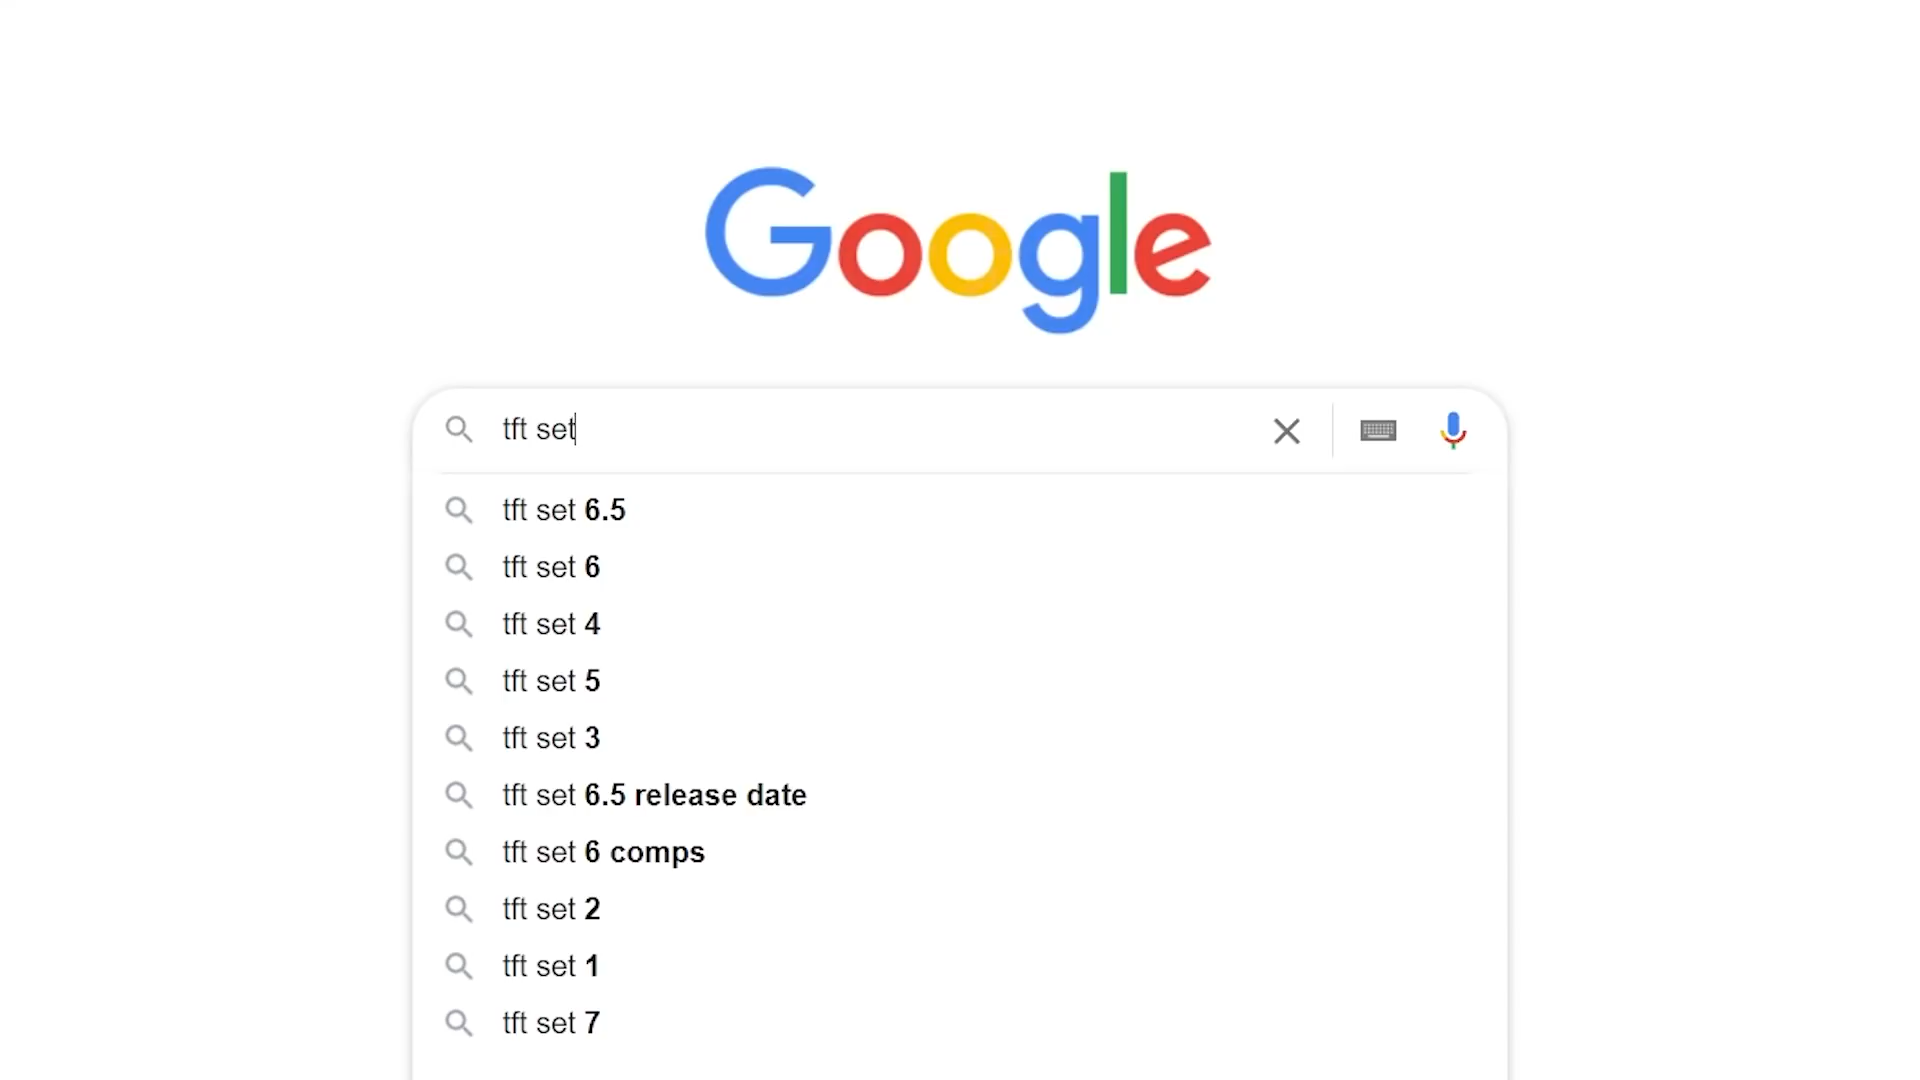 Google
tft set
tft set 6.5
tft set 6
tft set 4
tft set 5
tft set 3
tft set 6.5 release date
tft set 6 comps
tft set 2
tft set 1
tft set 7